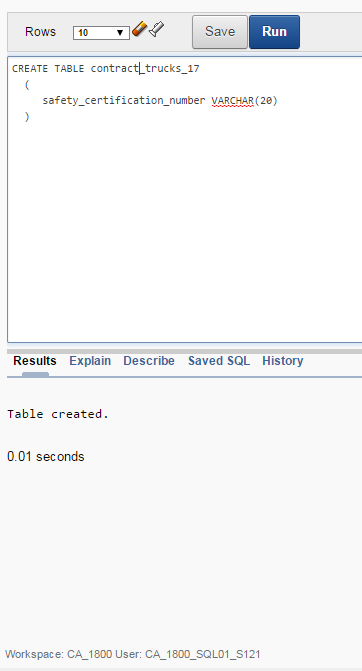 Rows 10 Save Run
CREATE TABLE contract_trucks_17
(
safety_certification_number VARCHAR(20)
)
Results Explain Describe Saved SQL History
Table created.
0.01 seconds
Workspace: CA_1800 User: CA_1800_SQL01_S121